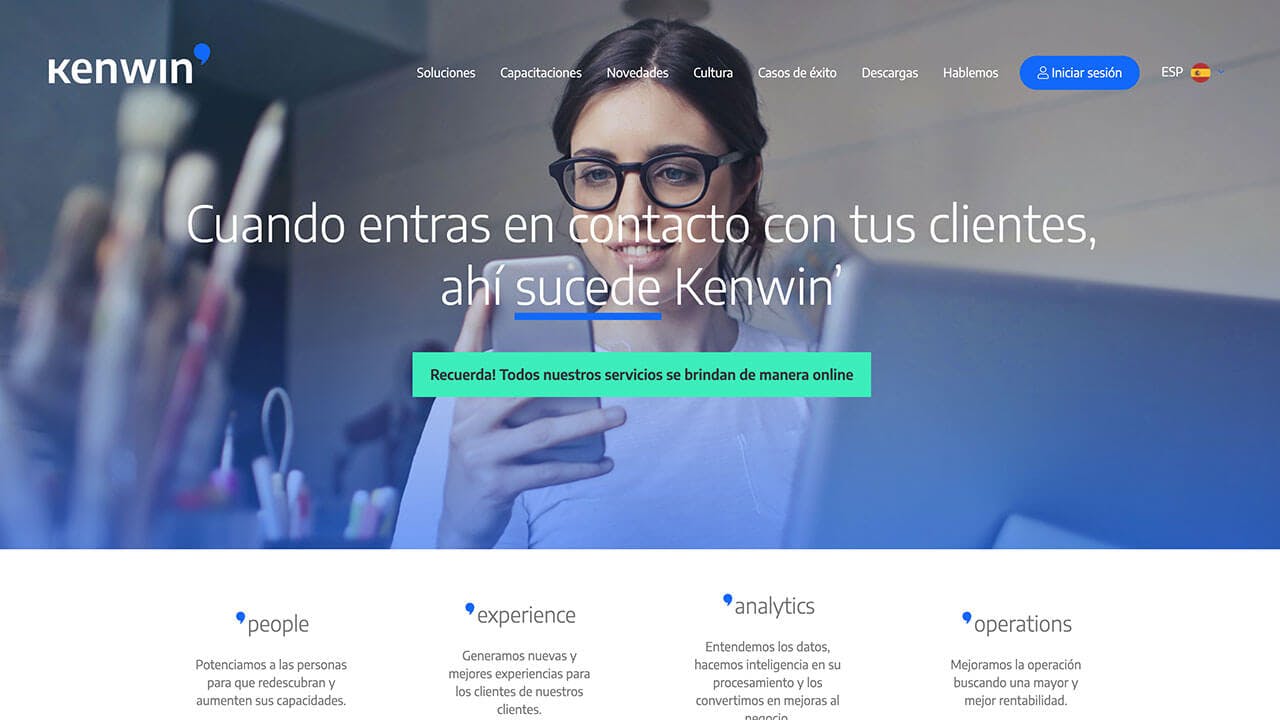 Kenwin’
Soluciones
Capacitaciones
Novedades
Cultura
Casos de éxito
Descargas
Hablemos
Iniciar sesión
ESP
Cuando entras en contacto con tus clientes,
ahí sucede Kenwin’
Recuerda! Todos nuestros servicios se brindan de manera online
’people
Potenciamos a las personas
para que redescubran y
aumenten sus capacidades.
’experience
Generamos nuevas y
mejores experiencias para
los clientes de nuestros
clientes.
’analytics
Entendemos los datos,
hacemos inteligencia en su
procesamiento y los
convertimos en mejoras al
negocio.
’operations
Mejoramos la operación
buscando una mayor y
mejor rentabilidad.